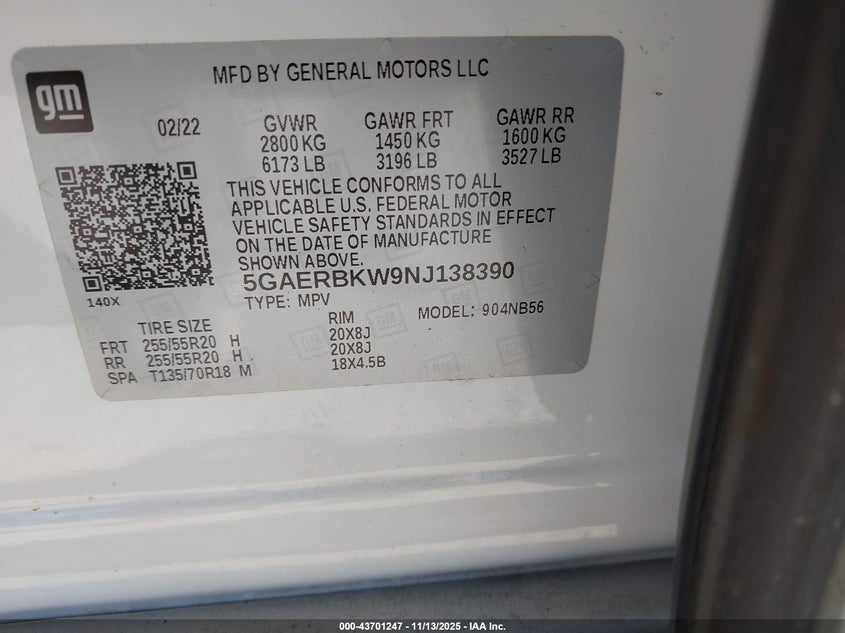 gm
MFD BY GENERAL MOTORS LLC
02/22
GVWR GAWR FRT GAWR RR
2800 KG 1450 KG 1600 KG
6173 LB 3196 LB 3527 LB
THIS VEHICLE CONFORMS TO ALL
APPLICABLE U.S. FEDERAL MOTOR
VEHICLE SAFETY STANDARDS IN EFFECT
ON THE DATE OF MANUFACTURE
SHOWN ABOVE.
140X
5GAERBKW9NJ138390
TYPE: MPV MODEL: 904NB56
TIRE SIZE RIM
FRT 255/55R20 H 20X8J
RR 255/55R20 H 20X8J
SPA T135/70R18 M 18X4.5B
000-43701247 - 11/13/2025 - IAA Inc.